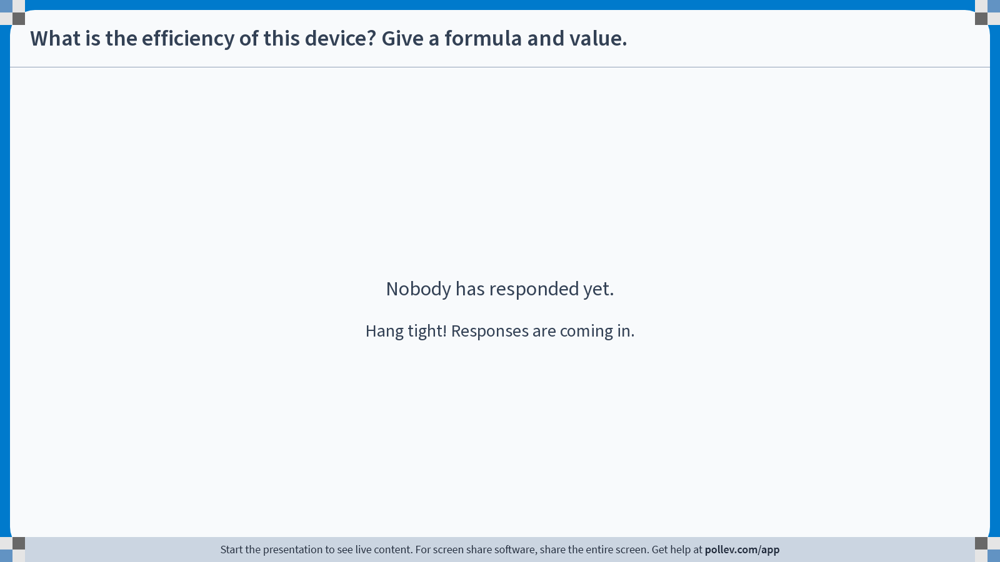 What is the efficiency of this device? Give a formula and value.
Nobody has responded yet.
Hang tight! Responses are coming in.
Start the presentation to see live content. For screen share software, share the entire screen. Get help at pollev.com/app